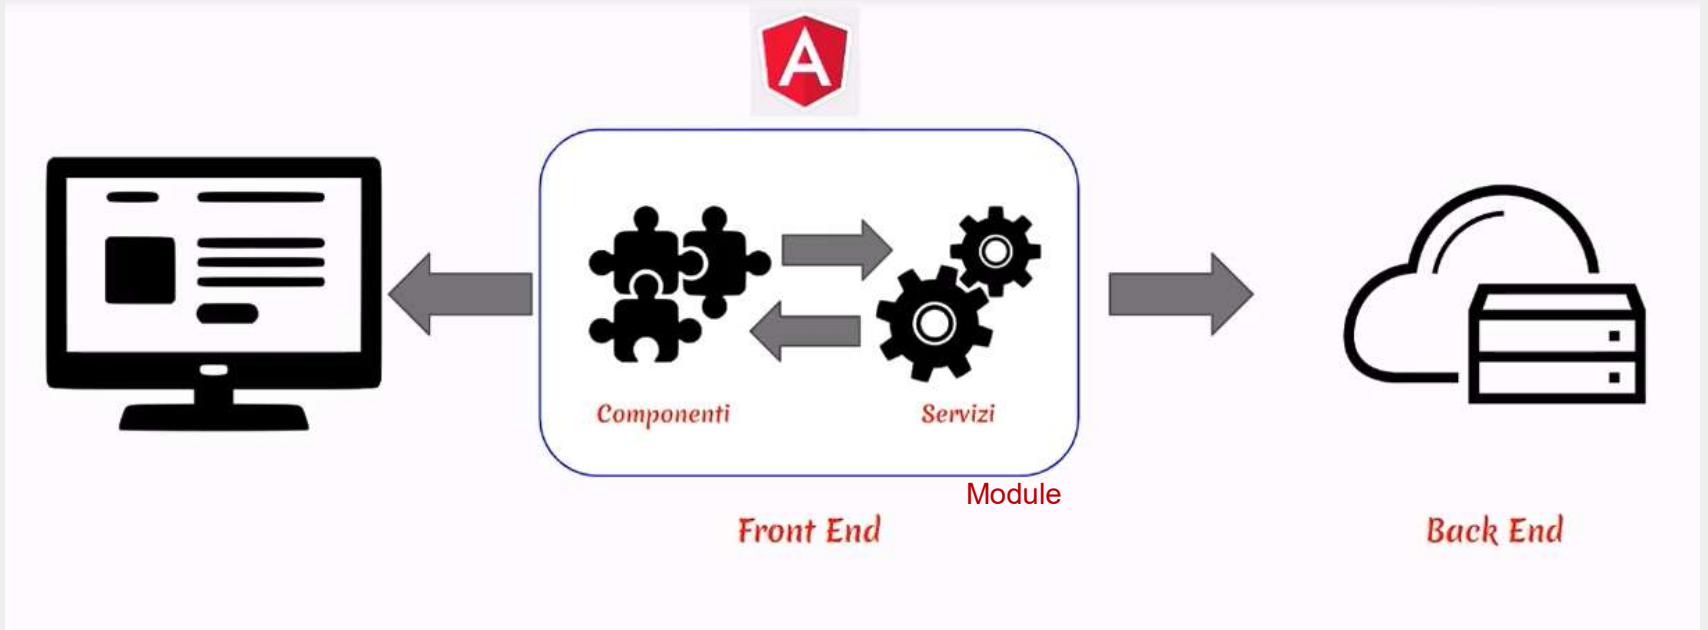 A
Componenti
Servizi
Module
Front End
Back End